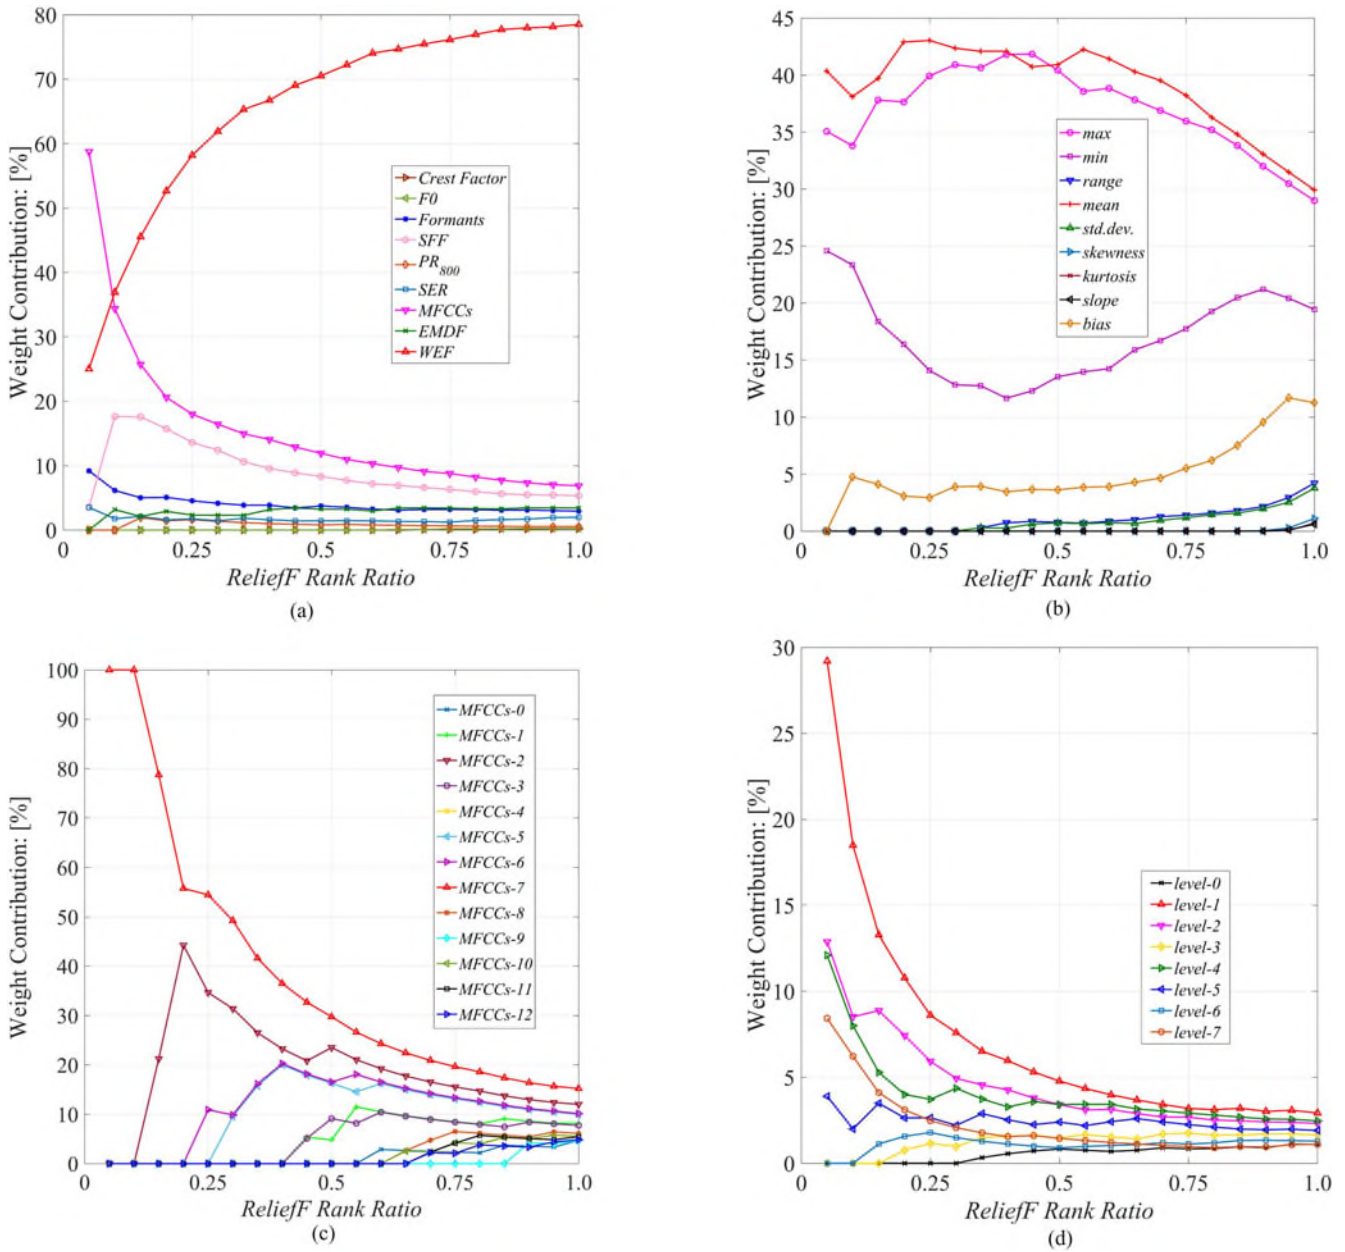 80
70
60
50
40
30
20
10
0
Weight Contribution: [%]
Crest Factor
F0
Formants
SFF
PR800
SER
MFCCs
EMDF
WEF
0 0.25 0.5 0.75 1.0
ReliefF Rank Ratio
(a)
45
40
35
30
25
20
15
10
5
0
Weight Contribution: [%]
max
min
range
mean
std.dev.
skewness
kurtosis
slope
bias
0 0.25 0.5 0.75 1.0
ReliefF Rank Ratio
(b)
100
90
80
70
60
50
40
30
20
10
0
Weight Contribution: [%]
MFCCs-0
MFCCs-1
MFCCs-2
MFCCs-3
MFCCs-4
MFCCs-5
MFCCs-6
MFCCs-7
MFCCs-8
MFCCs-9
MFCCs-10
MFCCs-11
MFCCs-12
0 0.25 0.5 0.75 1.0
ReliefF Rank Ratio
(c)
30
25
20
15
10
5
0
Weight Contribution: [%]
level-0
level-1
level-2
level-3
level-4
level-5
level-6
level-7
0 0.25 0.5 0.75 1.0
ReliefF Rank Ratio
(d)